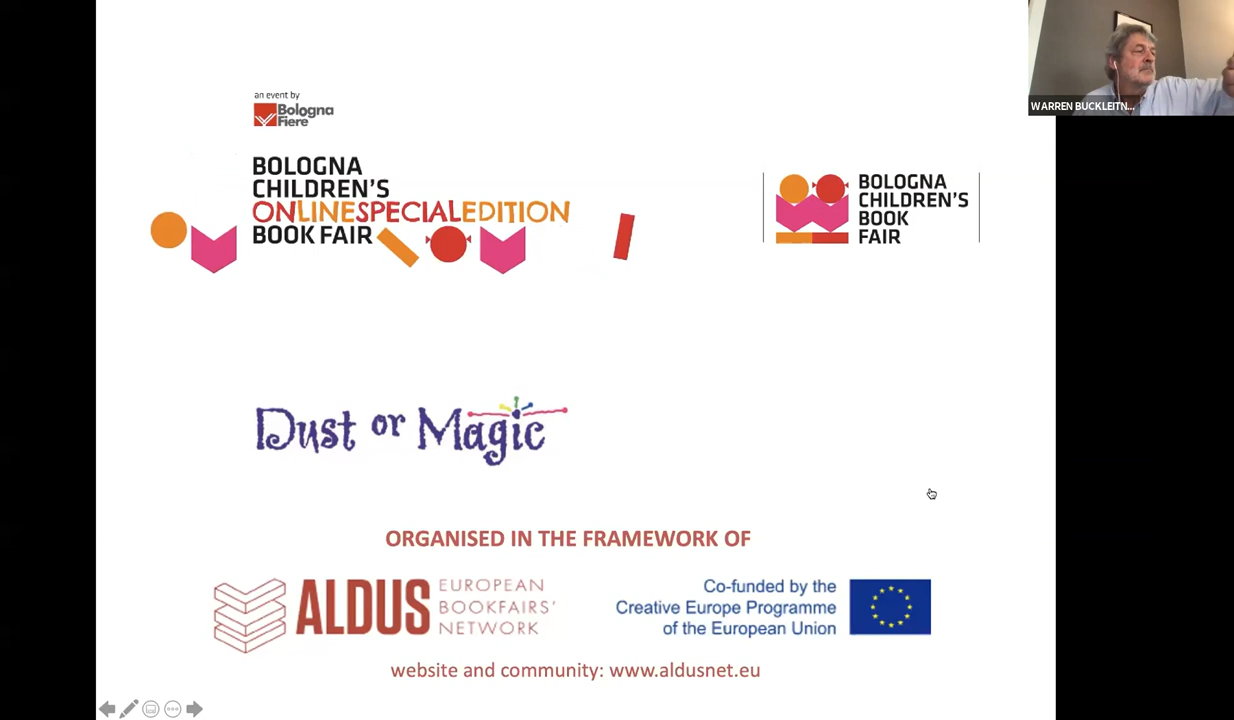 WARREN BUCKLEITN...
an event by
Bologna
Fiere
BOLOGNA
CHILDREN'S
ONLINESPECIALEDITION
BOOK FAIR
BOLOGNA
CHILDREN'S
BOOK
FAIR
Dust or Magic
ORGANISED IN THE FRAMEWORK OF
ALDUS
EUROPEAN
BOOKFAIRS'
NETWORK
Co-funded by the
Creative Europe Programme
of the European Union
website and community: www.aldusnet.eu